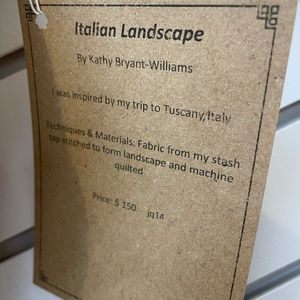 Italian Landscape
By Kathy Bryant-Williams
I was inspired by my trip to Tuscany, Italy
Techniques & Materials: Fabric from my stash
spp stitched to form landscape and machine
quilted
Price: $ 150 jq14